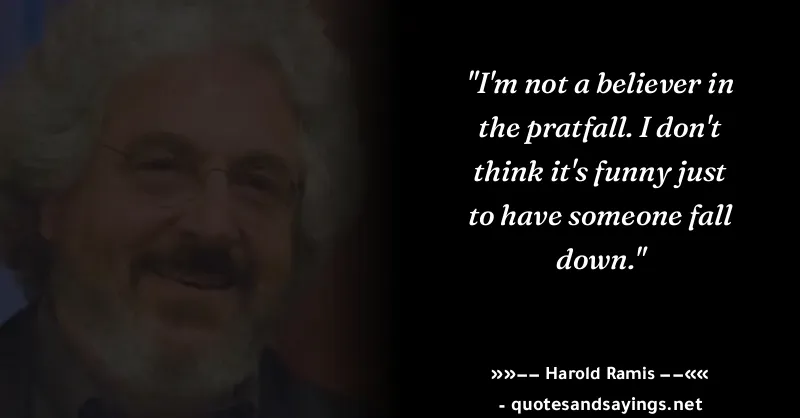 "I'm not a believer in
the pratfall. I don't
think it's funny just
to have someone fall
down."
»»−− Harold Ramis −−««
- quotesandsayings.net